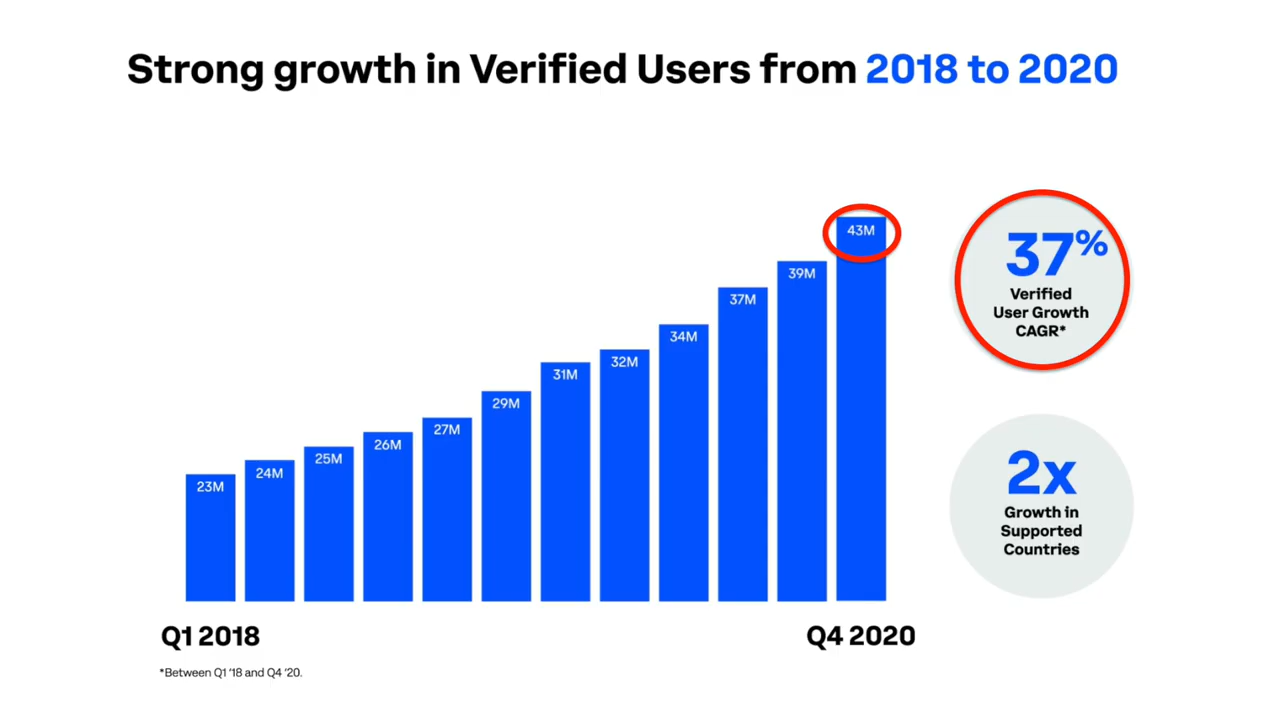 Strong growth in Verified Users from 2018 to 2020
23M
24M
25M
26M
27M
29M
31M
32M
34M
37M
39M
43M
Q1 2018
Q4 2020
*Between Q1 '18 and Q4 '20.
37%
Verified
User Growth
CAGR*
2x
Growth in
Supported
Countries